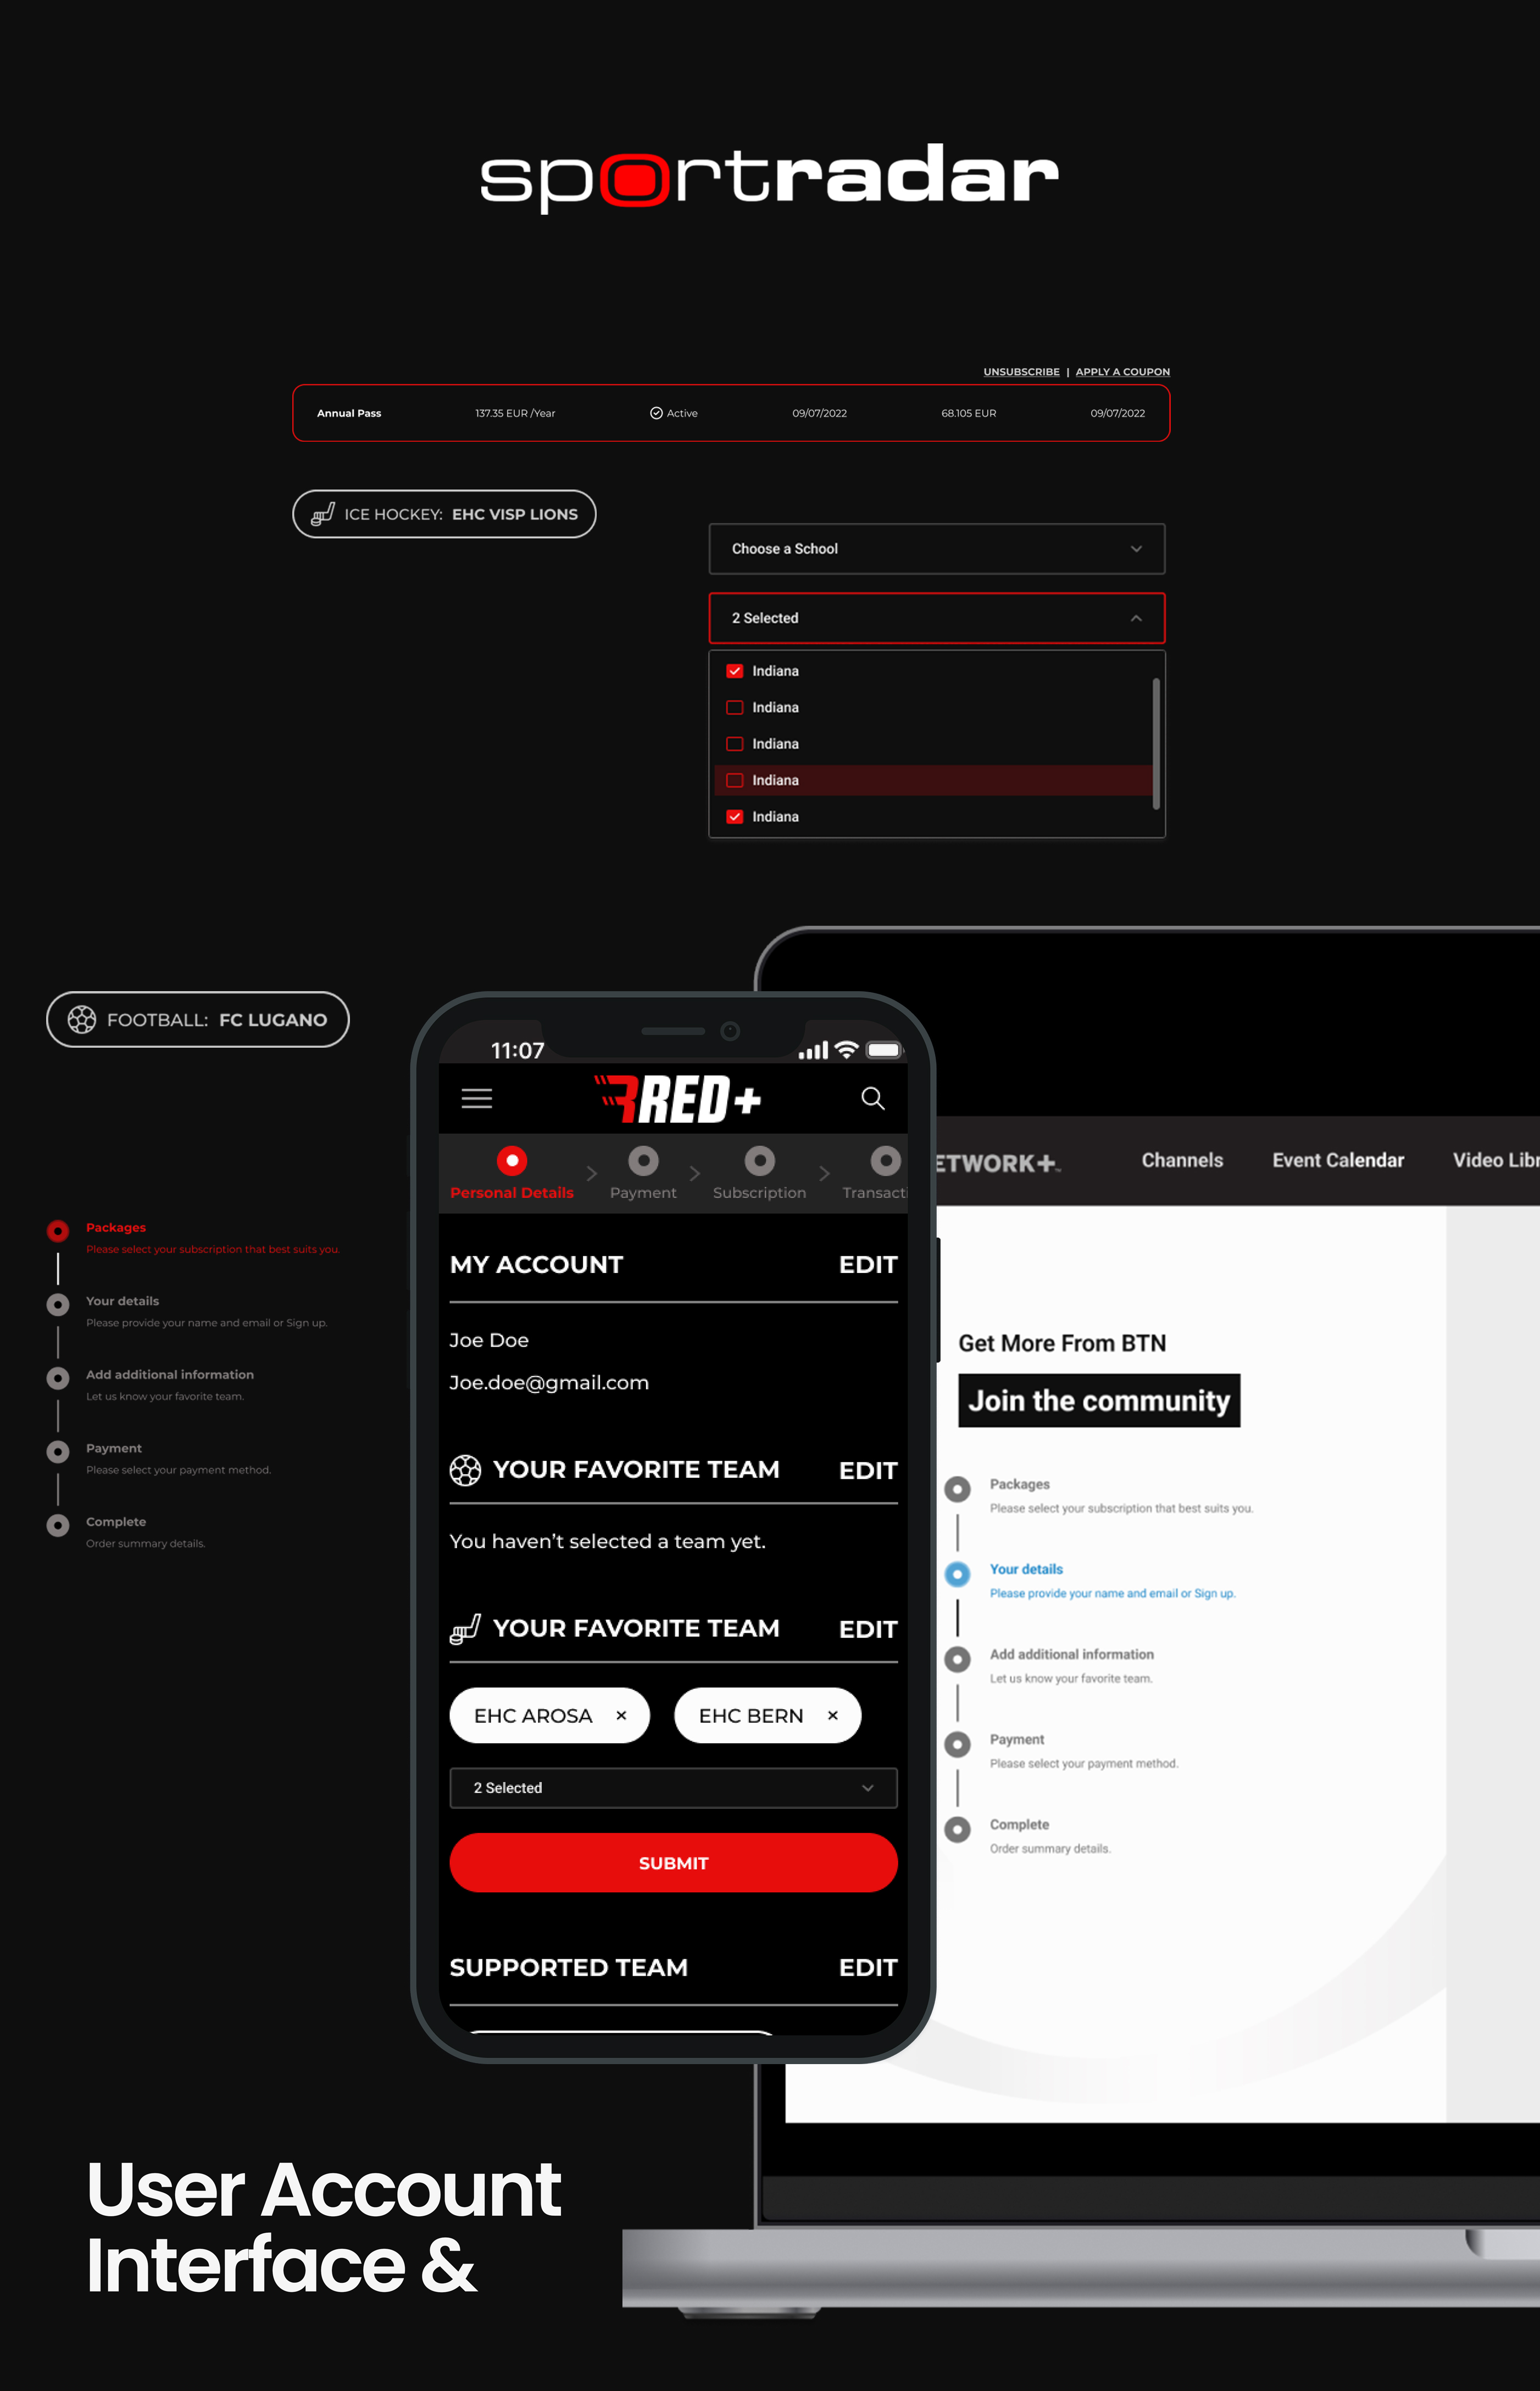 sportradar
UNSUBSCRIBE | APPLY A COUPON
Annual Pass 137.35 EUR /Year Active 09/07/2022 68.105 EUR 09/07/2022
ICE HOCKEY: EHC VISP LIONS
Choose a School
2 Selected
Indiana
Indiana
Indiana
Indiana
Indiana
FOOTBALL: FC LUGANO
Packages
Please select your subscription that best suits you.
Your details
Please provide your name and email or Sign up.
Add additional information
Let us know your favorite team.
Payment
Please select your payment method.
Complete
Order summary details.
11:07
RED+
Personal Details > Payment > Subscription > Transacti
MY ACCOUNT EDIT
Joe Doe
Joe.doe@gmail.com
YOUR FAVORITE TEAM EDIT
You haven’t selected a team yet.
YOUR FAVORITE TEAM EDIT
EHC AROSA × EHC BERN ×
2 Selected
SUBMIT
SUPPORTED TEAM EDIT
ETWORK+ Channels Event Calendar Video Libr
Get More From BTN
Join the community
Packages
Please select your subscription that best suits you.
Your details
Please provide your name and email or Sign up.
Add additional information
Let us know your favorite team.
Payment
Please select your payment method.
Complete
Order summary details.
User Account
Interface &